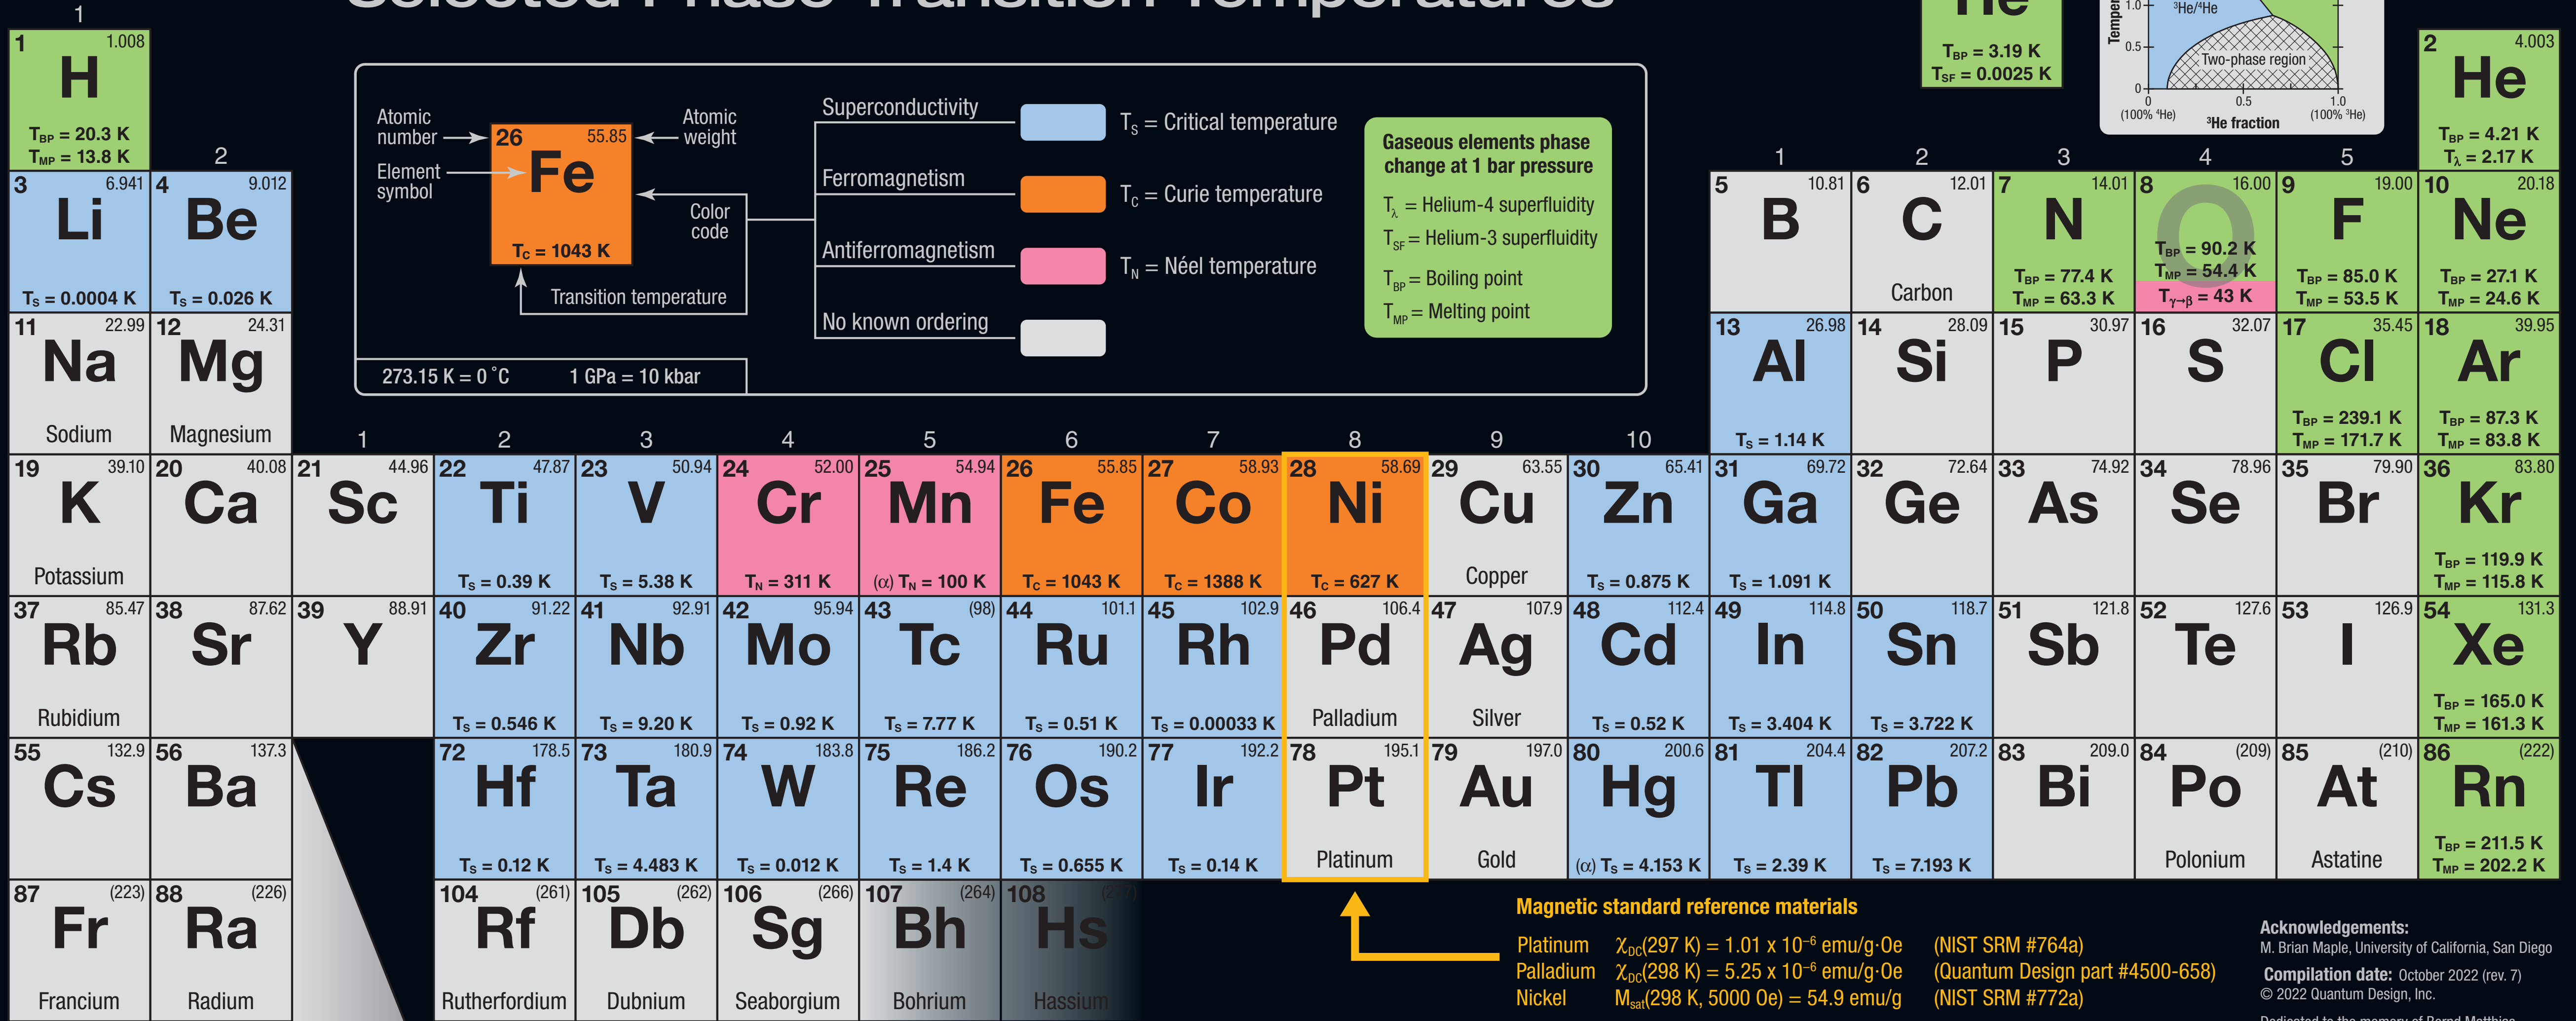 Selected Phase Transition Temperatures
He
T_BP = 3.19 K
T_SF = 0.0025 K
1.0
³He/⁴He
0.5
Two-phase region
0
0 0.5 1.0
(100% ⁴He) ³He fraction (100% ³He)
Atomic number
Atomic weight
Element symbol
26 55.85
Fe
T_C = 1043 K
Color code
Transition temperature
Superconductivity T_S = Critical temperature
Ferromagnetism T_C = Curie temperature
Antiferromagnetism T_N = Néel temperature
No known ordering
273.15 K = 0 ˚C 1 GPa = 10 kbar
Gaseous elements phase
change at 1 bar pressure
T_λ = Helium-4 superfluidity
T_SF = Helium-3 superfluidity
T_BP = Boiling point
T_MP = Melting point
1
1 1.008
H
T_BP = 20.3 K
T_MP = 13.8 K
2 4.003
He
T_BP = 4.21 K
T_λ = 2.17 K
2
1 2 3 4 5
3 6.941
Li
T_S = 0.0004 K
4 9.012
Be
T_S = 0.026 K
5 10.81
B
6 12.01
C
Carbon
7 14.01
N
T_BP = 77.4 K
T_MP = 63.3 K
8 16.00
O
T_BP = 90.2 K
T_MP = 54.4 K
T_γ→β = 43 K
9 19.00
F
T_BP = 85.0 K
T_MP = 53.5 K
10 20.18
Ne
T_BP = 27.1 K
T_MP = 24.6 K
11 22.99
Na
Sodium
12 24.31
Mg
Magnesium
13 26.98
Al
T_S = 1.14 K
14 28.09
Si
15 30.97
P
16 32.07
S
17 35.45
Cl
T_BP = 239.1 K
T_MP = 171.7 K
18 39.95
Ar
T_BP = 87.3 K
T_MP = 83.8 K
1 2 3 4 5 6 7 8 9 10
19 39.10
K
Potassium
20 40.08
Ca
21 44.96
Sc
22 47.87
Ti
T_S = 0.39 K
23 50.94
V
T_S = 5.38 K
24 52.00
Cr
T_N = 311 K
25 54.94
Mn
(α) T_N = 100 K
26 55.85
Fe
T_C = 1043 K
27 58.93
Co
T_C = 1388 K
28 58.69
Ni
T_C = 627 K
29 63.55
Cu
Copper
30 65.41
Zn
T_S = 0.875 K
31 69.72
Ga
T_S = 1.091 K
32 72.64
Ge
33 74.92
As
34 78.96
Se
35 79.90
Br
36 83.80
Kr
T_BP = 119.9 K
T_MP = 115.8 K
37 85.47
Rb
Rubidium
38 87.62
Sr
39 88.91
Y
40 91.22
Zr
T_S = 0.546 K
41 92.91
Nb
T_S = 9.20 K
42 95.94
Mo
T_S = 0.92 K
43 (98)
Tc
T_S = 7.77 K
44 101.1
Ru
T_S = 0.51 K
45 102.9
Rh
T_S = 0.00033 K
46 106.4
Pd
Palladium
47 107.9
Ag
Silver
48 112.4
Cd
T_S = 0.52 K
49 114.8
In
T_S = 3.404 K
50 118.7
Sn
T_S = 3.722 K
51 121.8
Sb
52 127.6
Te
53 126.9
I
54 131.3
Xe
T_BP = 165.0 K
T_MP = 161.3 K
55 132.9
Cs
56 137.3
Ba
72 178.5
Hf
T_S = 0.12 K
73 180.9
Ta
T_S = 4.483 K
74 183.8
W
T_S = 0.012 K
75 186.2
Re
T_S = 1.4 K
76 190.2
Os
T_S = 0.655 K
77 192.2
Ir
T_S = 0.14 K
78 195.1
Pt
Platinum
79 197.0
Au
Gold
80 200.6
Hg
(α) T_S = 4.153 K
81 204.4
Tl
T_S = 2.39 K
82 207.2
Pb
T_S = 7.193 K
83 209.0
Bi
84 (209)
Po
Polonium
85 (210)
At
Astatine
86 (222)
Rn
T_BP = 211.5 K
T_MP = 202.2 K
87 (223)
Fr
Francium
88 (226)
Ra
Radium
104 (261)
Rf
Rutherfordium
105 (262)
Db
Dubnium
106 (266)
Sg
Seaborgium
107 (264)
Bh
Bohrium
108
Hs
Hassium
Magnetic standard reference materials
Platinum χ_DC(297 K) = 1.01 x 10⁻⁶ emu/g·Oe (NIST SRM #764a)
Palladium χ_DC(298 K) = 5.25 x 10⁻⁶ emu/g·Oe (Quantum Design part #4500-658)
Nickel M_sat(298 K, 5000 Oe) = 54.9 emu/g (NIST SRM #772a)
Acknowledgements:
M. Brian Maple, University of California, San Diego
Compilation date: October 2022 (rev. 7)
© 2022 Quantum Design, Inc.